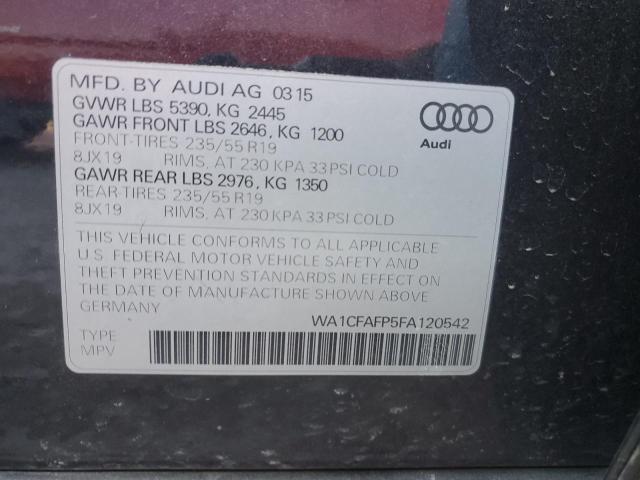 MFD. BY AUDI AG 0315
GVWR LBS 5390, KG 2445
GAWR FRONT LBS 2646, KG 1200
FRONT-TIRES 235/55 R19
8JX19 RIMS, AT 230 KPA 33 PSI COLD
GAWR REAR LBS 2976, KG 1350
REAR-TIRES 235/55 R19
8JX19 RIMS, AT 230 KPA 33 PSI COLD
Audi
THIS VEHICLE CONFORMS TO ALL APPLICABLE
U.S. FEDERAL MOTOR VEHICLE SAFETY AND
THEFT PREVENTION STANDARDS IN EFFECT ON
THE DATE OF MANUFACTURE SHOWN ABOVE
GERMANY
WA1CFAFP5FA120542
TYPE
MPV